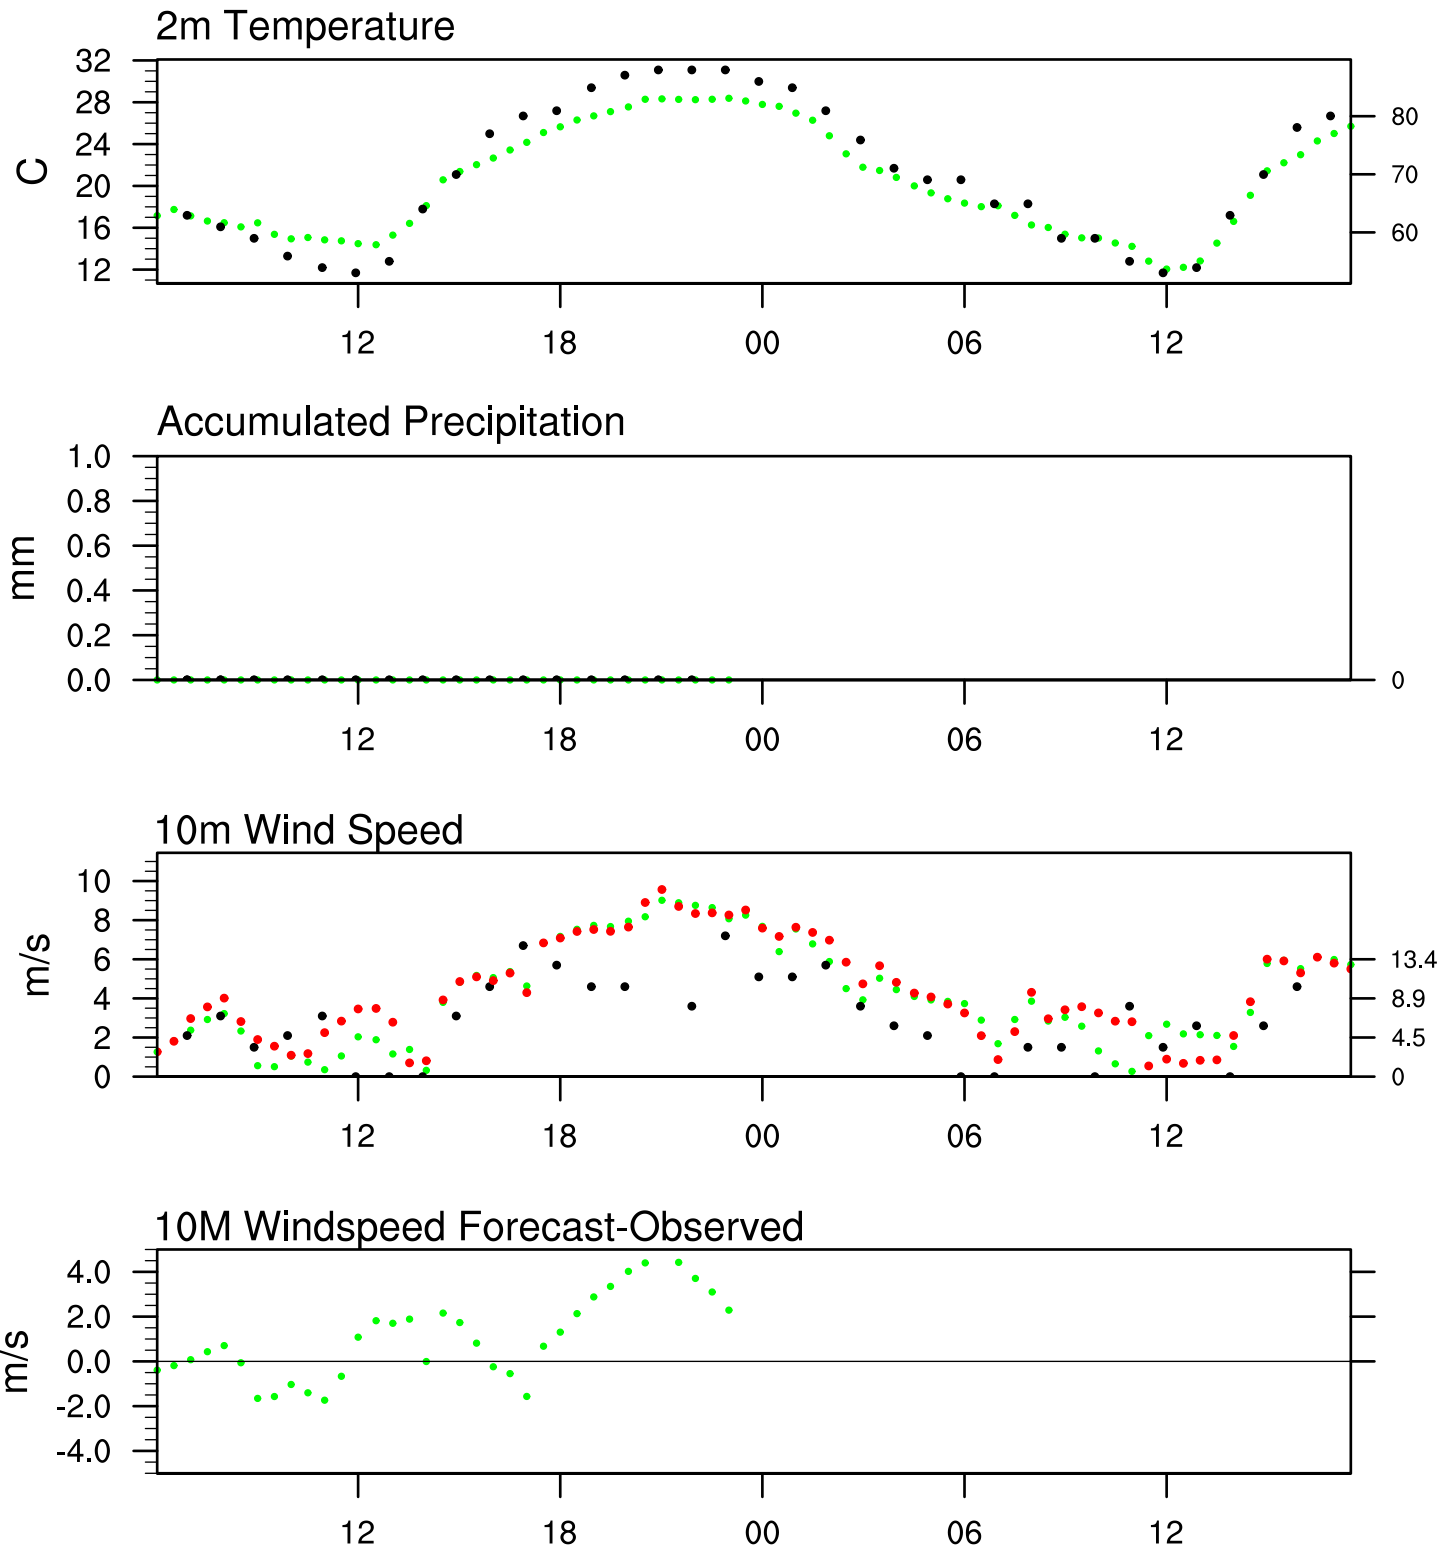 2m Temperature
32
28
24
20
16
12
C
80
70
60
12 18 00 06 12
Accumulated Precipitation
1.0
0.8
0.6
0.4
0.2
0.0
mm
0
12 18 00 06 12
10m Wind Speed
10
8
6
4
2
0
m/s
13.4
8.9
4.5
0
12 18 00 06 12
10M Windspeed Forecast-Observed
4.0
2.0
0.0
-2.0
-4.0
m/s
12 18 00 06 12